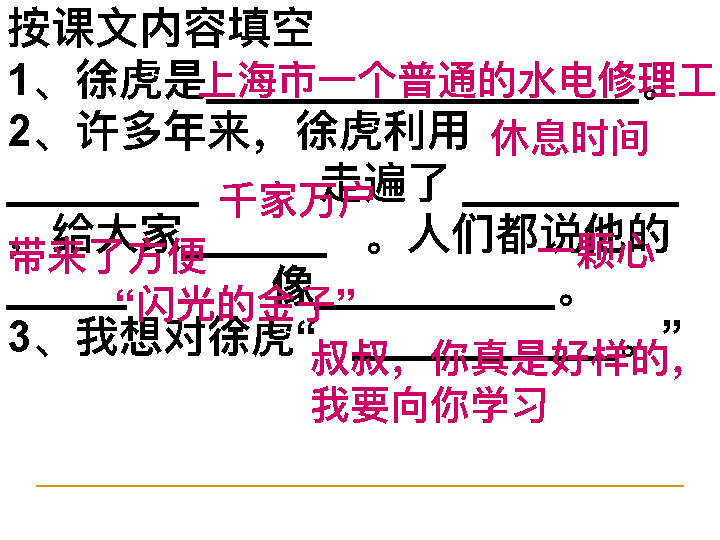 按课文内容填空
1、徐虎是上海市一个普通的水电修理工。
2、许多年来，徐虎利用 休息时间
走遍了
千家万户
，给大家 。人们都说他的
带来了方便 一颗心
像 。
“闪光的金子”
3、我想对徐虎“ 。”
叔叔，你真是好样的，
我要向你学习